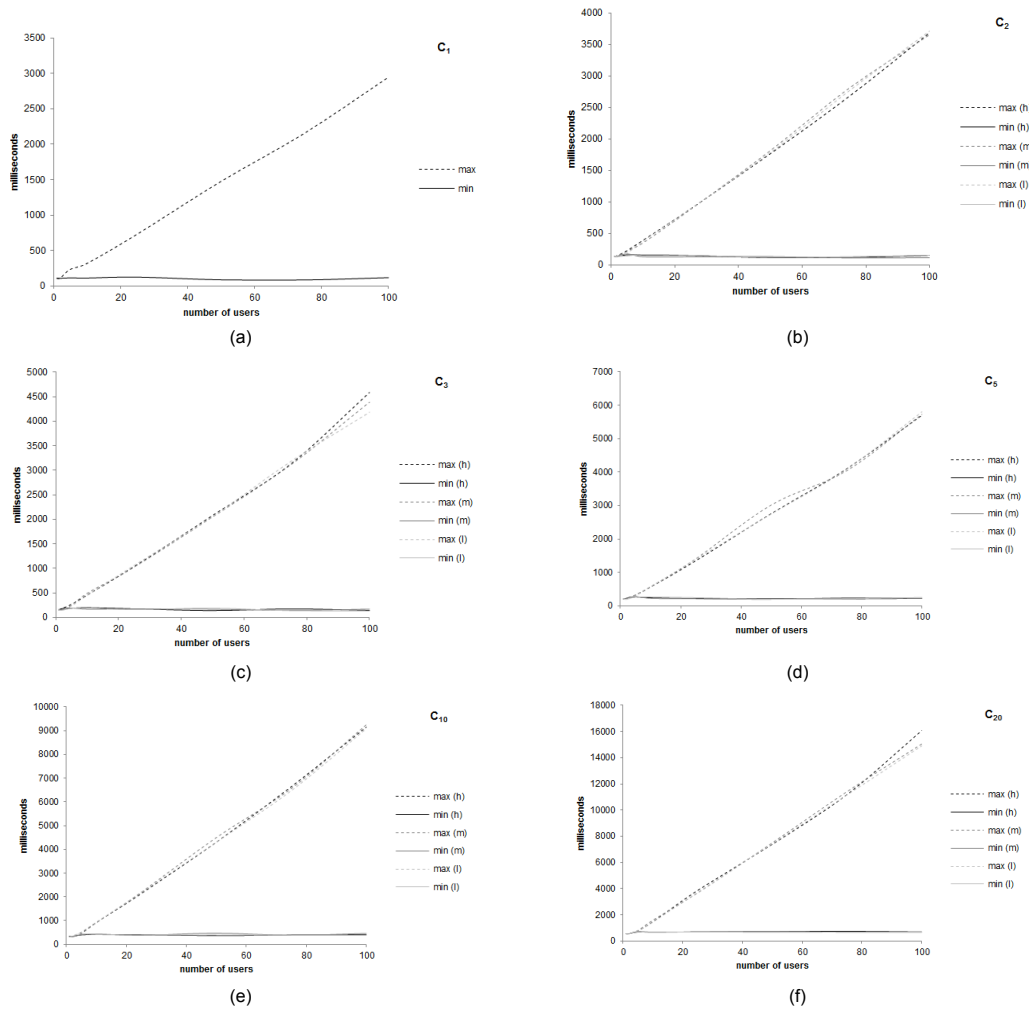 C1
3500
3000
2500
2000
1500
1000
500
0
milliseconds
0 20 40 60 80 100
number of users
max
min
(a)
C2
4000
3500
3000
2500
2000
1500
1000
500
0
milliseconds
0 20 40 60 80 100
number of users
max (h
min (h)
max (m
min (m
max (l)
min (l)
(b)
C3
5000
4500
4000
3500
3000
2500
2000
1500
1000
500
0
milliseconds
0 20 40 60 80 100
number of users
max (h)
min (h)
max (m)
min (m)
max (l)
min (l)
(c)
C5
7000
6000
5000
4000
3000
2000
1000
0
milliseconds
0 20 40 60 80 100
number of users
max (h)
min (h)
max (m)
min (m)
max (l)
min (l)
(d)
C10
10000
9000
8000
7000
6000
5000
4000
3000
2000
1000
0
milliseconds
0 20 40 60 80 100
number of users
max (h)
min (h)
max (m)
min (m)
max (l)
min (l)
(e)
C20
18000
16000
14000
12000
10000
8000
6000
4000
2000
0
milliseconds
0 20 40 60 80 100
number of users
max (h)
min (h)
max (m)
min (m)
max (l)
min (l)
(f)